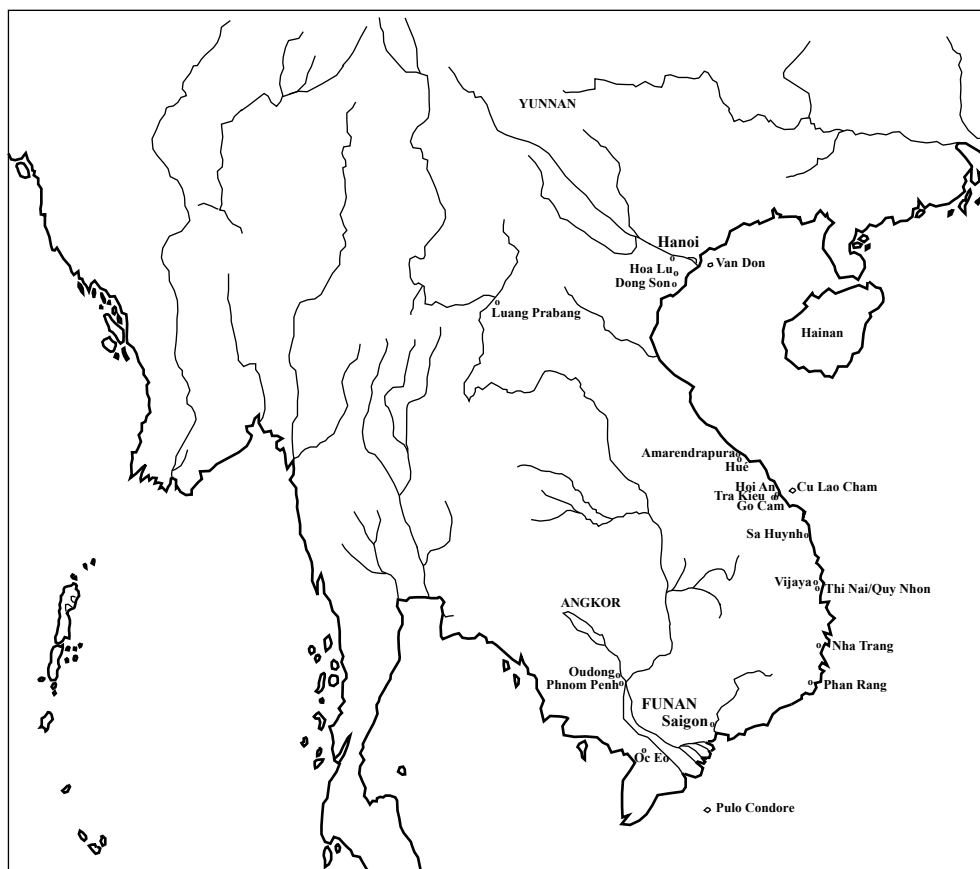 YUNNAN
Hanoi
Hoa Lu
Van Don
Dong Son
Luang Prabang
Hainan
Amarendrapura
Hué
Hoi An
Cu Lao Cham
Tra Kieu
Go Cam
Sa Huynh
Vijaya
Thi Nai/Quy Nhon
ANGKOR
Nha Trang
Oudong
Phnom Penh
Phan Rang
FUNAN
Saigon
Oc Eo
Pulo Condore